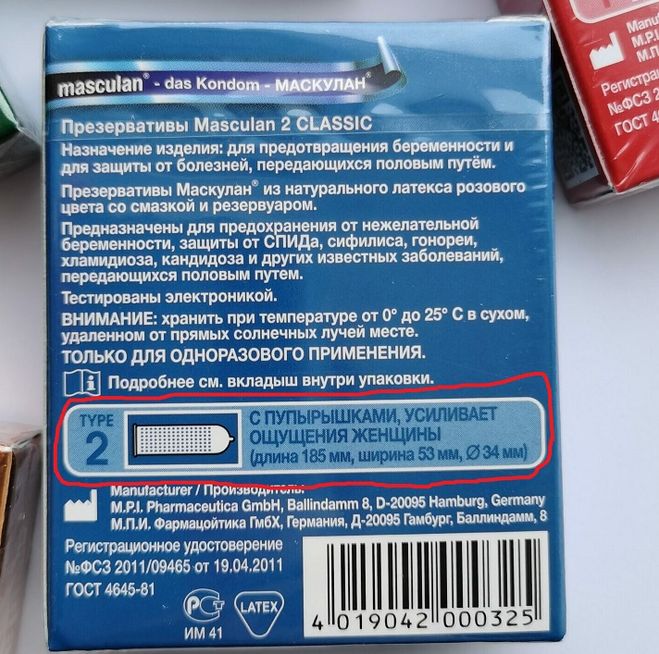 masculan® - das Kondom - МАСКУЛАН®
Презервативы Masculan 2 CLASSIC
Назначение изделия: для предотвращения беременности и
для защиты от болезней, передающихся половым путём.
Презервативы Маскулан® из натурального латекса розового
цвета со смазкой и резервуаром.
Предназначены для предохранения от нежелательной
беременности, защиты от СПИДа, сифилиса, гонореи,
хламидиоза, кандидоза и других известных заболеваний,
передающихся половым путем.
Тестированы электроникой.
ВНИМАНИЕ: хранить при температуре от 0° до 25° С в сухом,
удаленном от прямых солнечных лучей месте.
ТОЛЬКО ДЛЯ ОДНОРАЗОВОГО ПРИМЕНЕНИЯ.
Подробнее см. вкладыш внутри упаковки.
TYPE
2
С ПУПЫРЫШКАМИ, УСИЛИВАЕТ
ОЩУЩЕНИЯ ЖЕНЩИНЫ
(длина 185 мм, ширина 53 мм, Ø 34 мм)
Manufacturer / Производитель:
M.P.I. Pharmaceutica GmbH, Ballindamm 8, D-20095 Hamburg, Germany
М.П.И. Фармацойтика ГмбХ, Германия, Д-20095 Гамбург, Баллиндамм, 8
Регистрационное удостоверение
№ФСЗ 2011/09465 от 19.04.2011
ГОСТ 4645-81
РСТ
ИМ 41
LATEX
4 019042 000325
Manu
M.P.I
М.П.
Регистра
№ФСЗ 2
ГОСТ 4